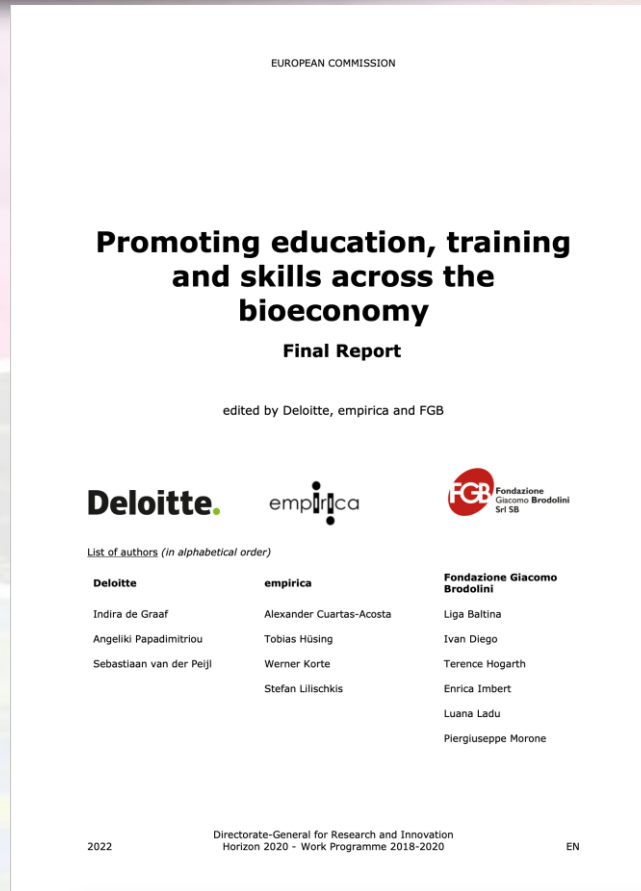 EUROPEAN COMMISSION
Promoting education, training
and skills across the
bioeconomy
Final Report
edited by Deloitte, empirica and FGB
Deloitte.
empirica
FGB Fondazione
Giacomo Brodolini
Srl SB
List of authors (in alphabetical order)
Deloitte
Indira de Graaf
Angeliki Papadimitriou
Sebastiaan van der Peijl
empirica
Alexander Cuartas-Acosta
Tobias Hüsing
Werner Korte
Stefan Lilischkis
Fondazione Giacomo
Brodolini
Liga Baltina
Ivan Diego
Terence Hogarth
Enrica Imbert
Luana Ladu
Piergiuseppe Morone
Directorate-General for Research and Innovation
2022 Horizon 2020 - Work Programme 2018-2020 EN